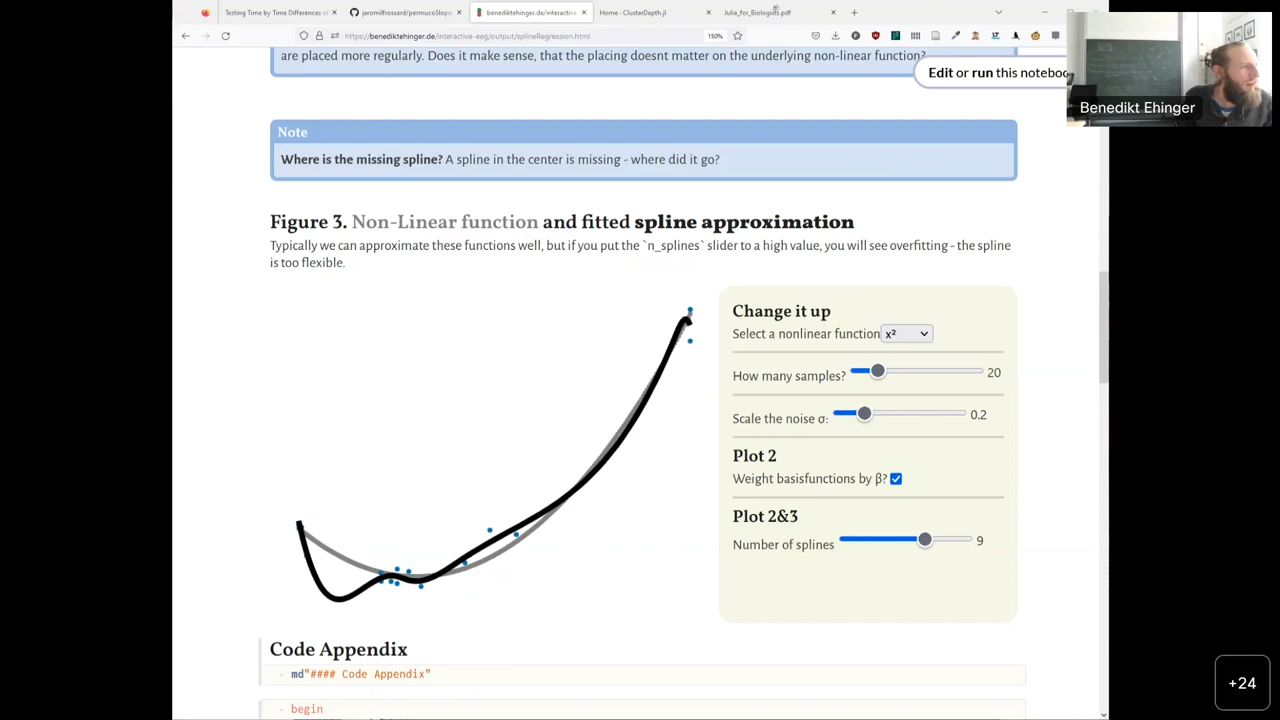 Testing Time by Time Differences of
jaromilfrossard/permucoSlope
benediktehinger.de/interactive
Home · ClusterDepth.jl
Julia_for_Biologists.pdf
https://benediktehinger.de/interactive-eeg/output/splineRegression.html
150%
are placed more regularly. Does it make sense, that the placing doesnt matter on the underlying non-linear function?
Edit or run this notebook
Benedikt Ehinger
Note
Where is the missing spline? A spline in the center is missing - where did it go?
Figure 3. Non-Linear function and fitted spline approximation
Typically we can approximate these functions well, but if you put the `n_splines` slider to a high value, you will see overfitting - the spline
is too flexible.
Change it up
Select a nonlinear function x²
How many samples? 20
Scale the noise σ: 0.2
Plot 2
Weight basisfunctions by β?
Plot 2&3
Number of splines 9
Code Appendix
md"#### Code Appendix"
begin
+24